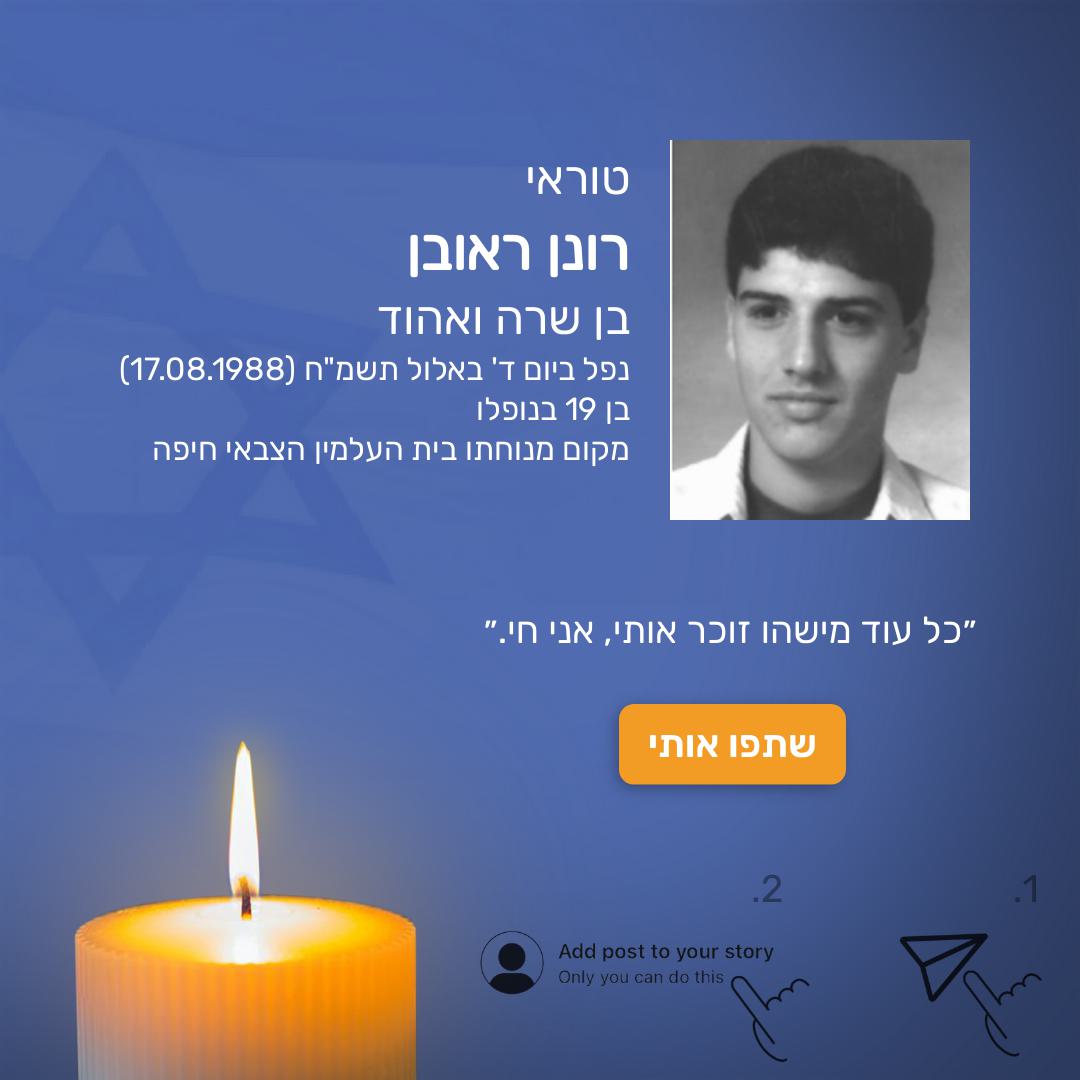 טוראי
רונן ראובן
בן שרה ואהוד
נפל ביום ד' באלול תשמ"ח (17.08.1988)
בן 19 בנופלו
מקום מנוחתו בית העלמין הצבאי חיפה
״כל עוד מישהו זוכר אותי, אני חי.״
שתפו אותי
.1
.2
Add post to your story
Only you can do this